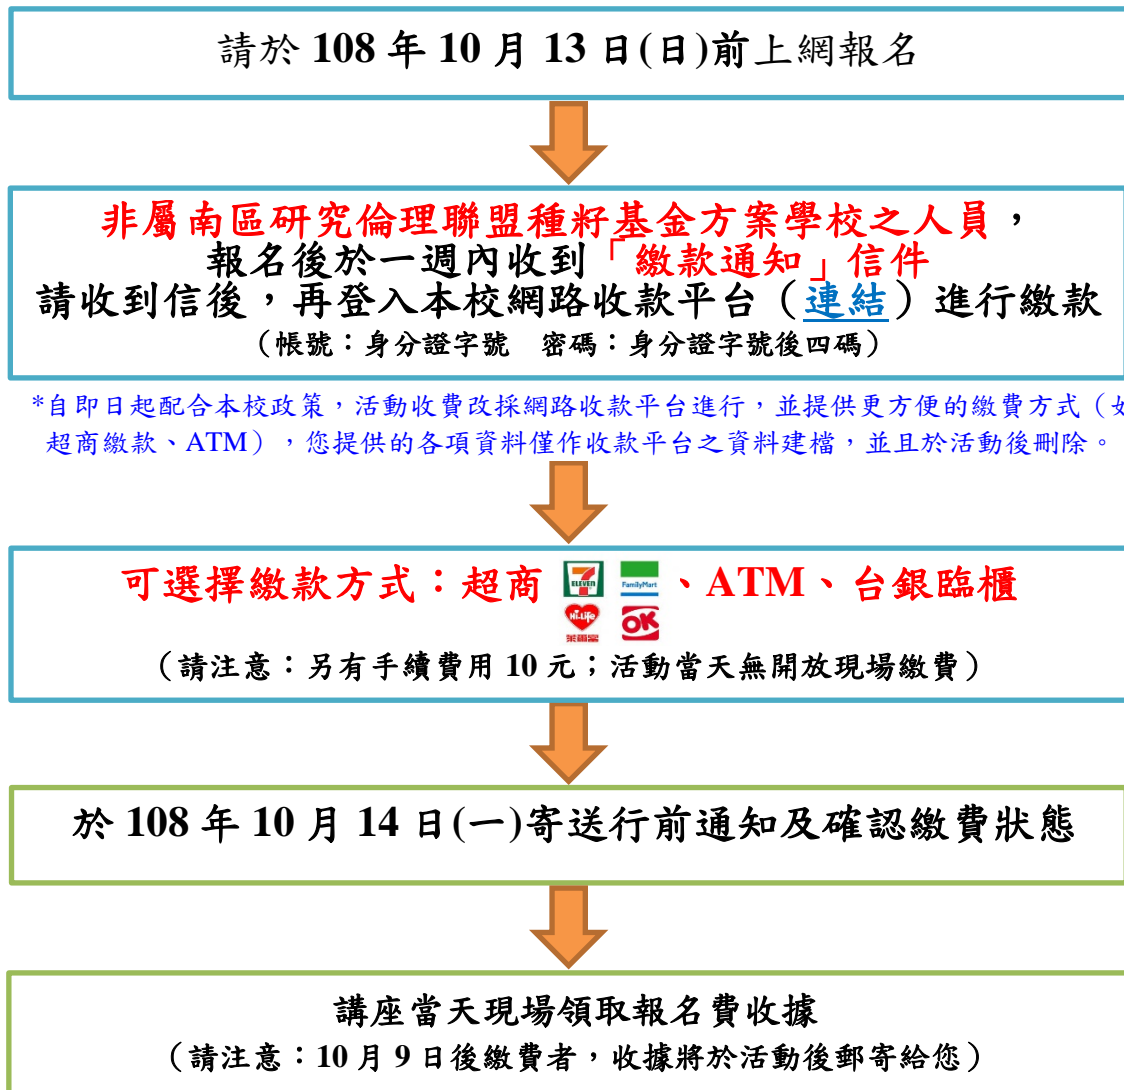 請於 108 年 10 月 13 日(日)前上網報名
非屬南區研究倫理聯盟種籽基金方案學校之人員，
報名後於一週內收到「繳款通知」信件
請收到信後，再登入本校網路收款平台（連結）進行繳款
（帳號：身分證字號　密碼：身分證字號後四碼）
*自即日起配合本校政策，活動收費改採網路收款平台進行，並提供更方便的繳費方式（如
超商繳款、ATM），您提供的各項資料僅作收款平台之資料建檔，並且於活動後刪除。
可選擇繳款方式：超商 7 ELEVEN FamilyMart 、ATM、台銀臨櫃
Hi-Life 萊爾富 OK
（請注意：另有手續費用 10 元；活動當天無開放現場繳費）
於 108 年 10 月 14 日(一)寄送行前通知及確認繳費狀態
講座當天現場領取報名費收據
（請注意：10 月 9 日後繳費者，收據將於活動後郵寄給您）